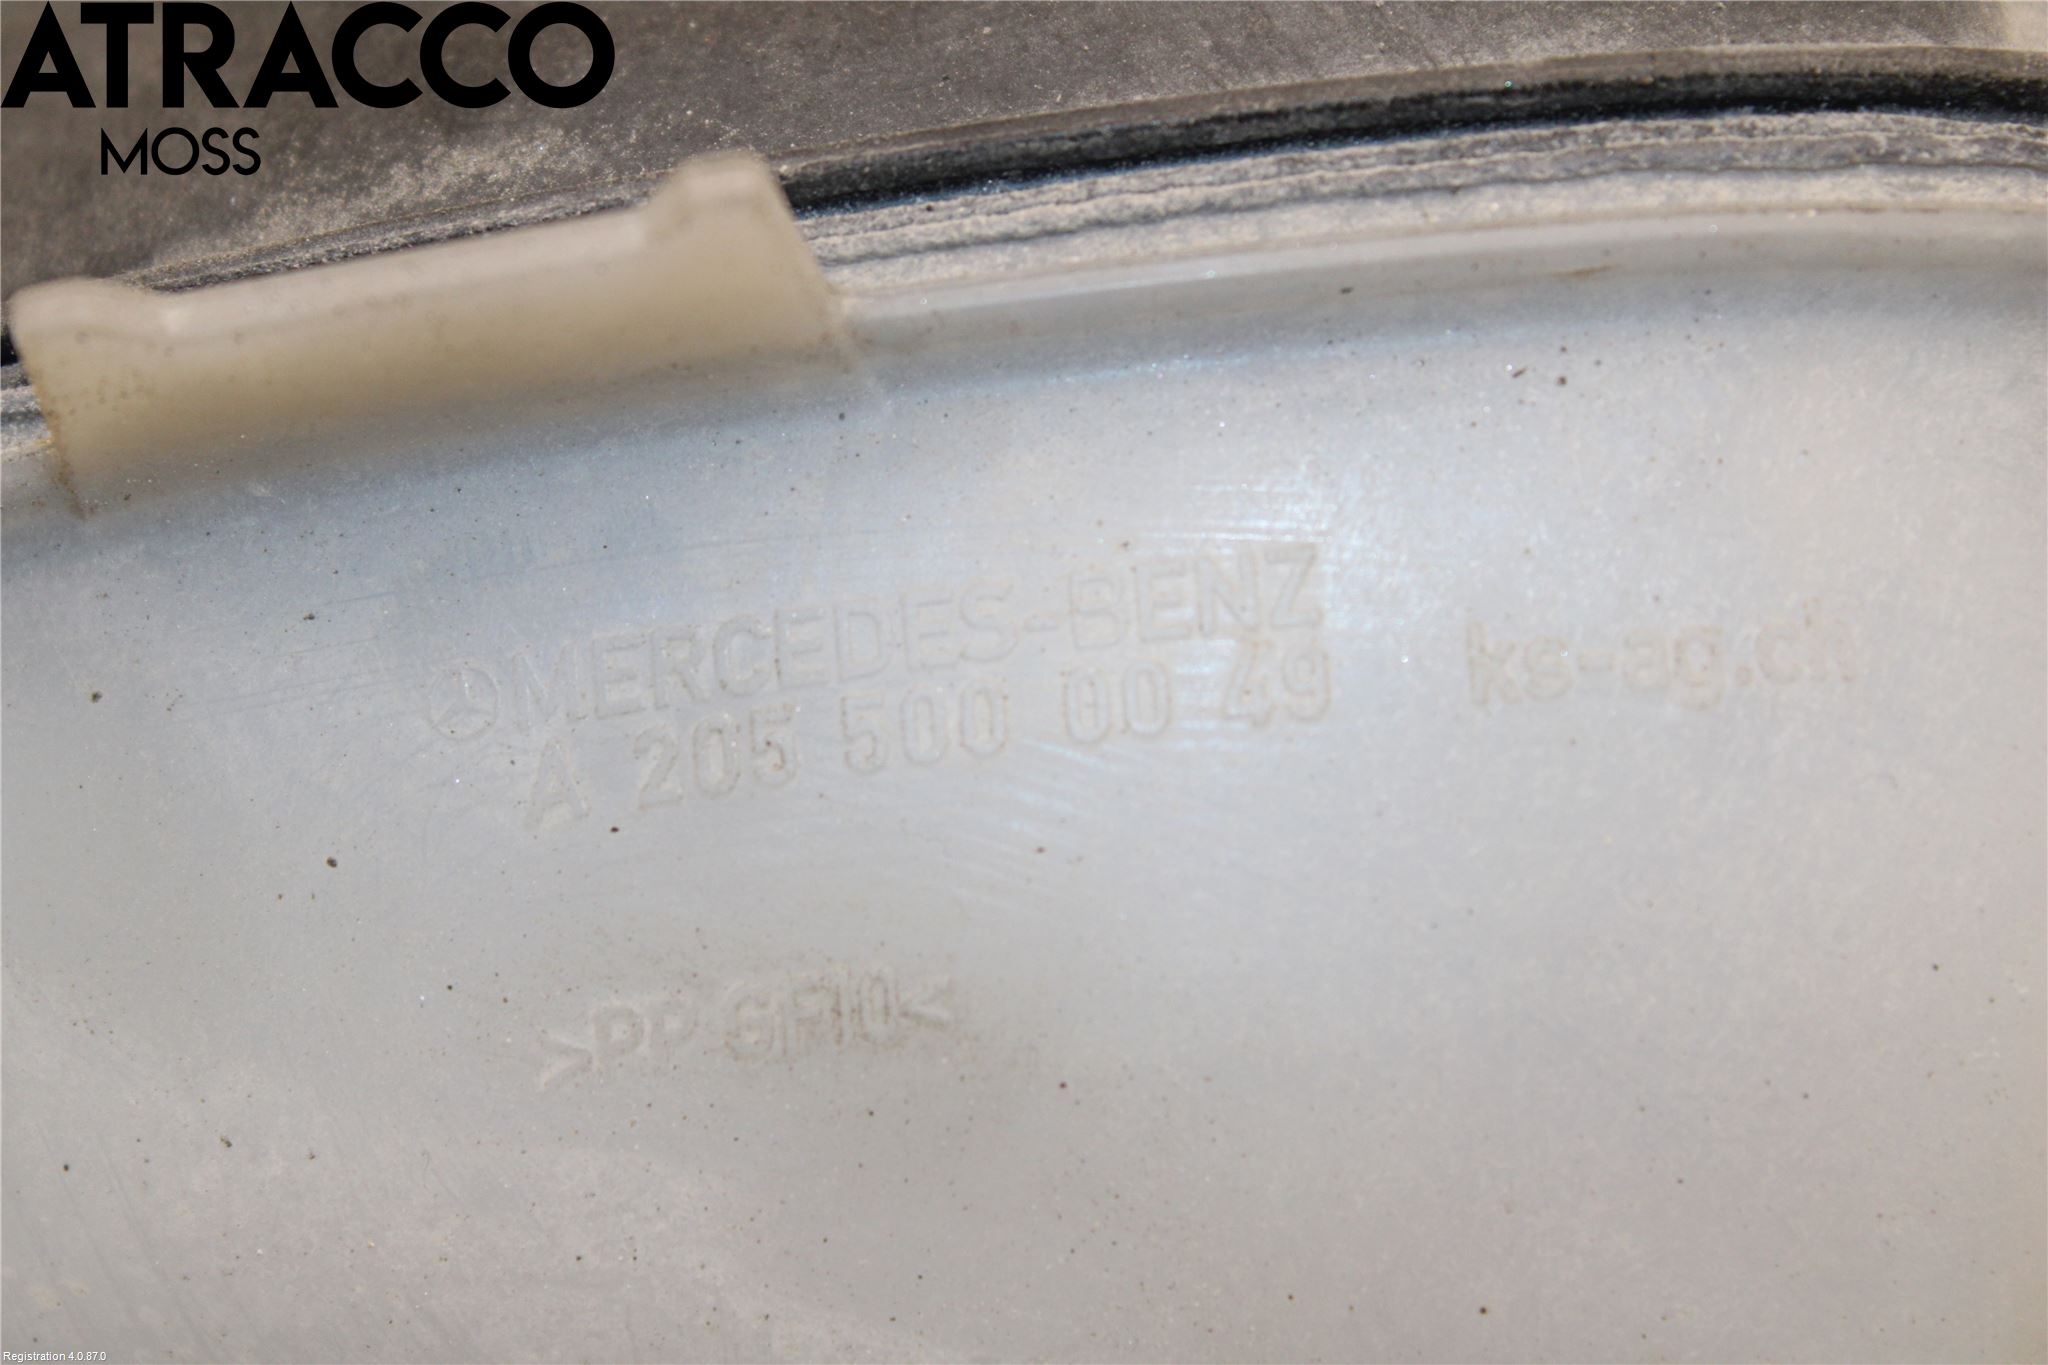 ATRACCO
MOSS
MERCEDES-BENZ
A 205 500 00 49
ks-ag.ch
>PP GF10<
Registration 4.0.87.0